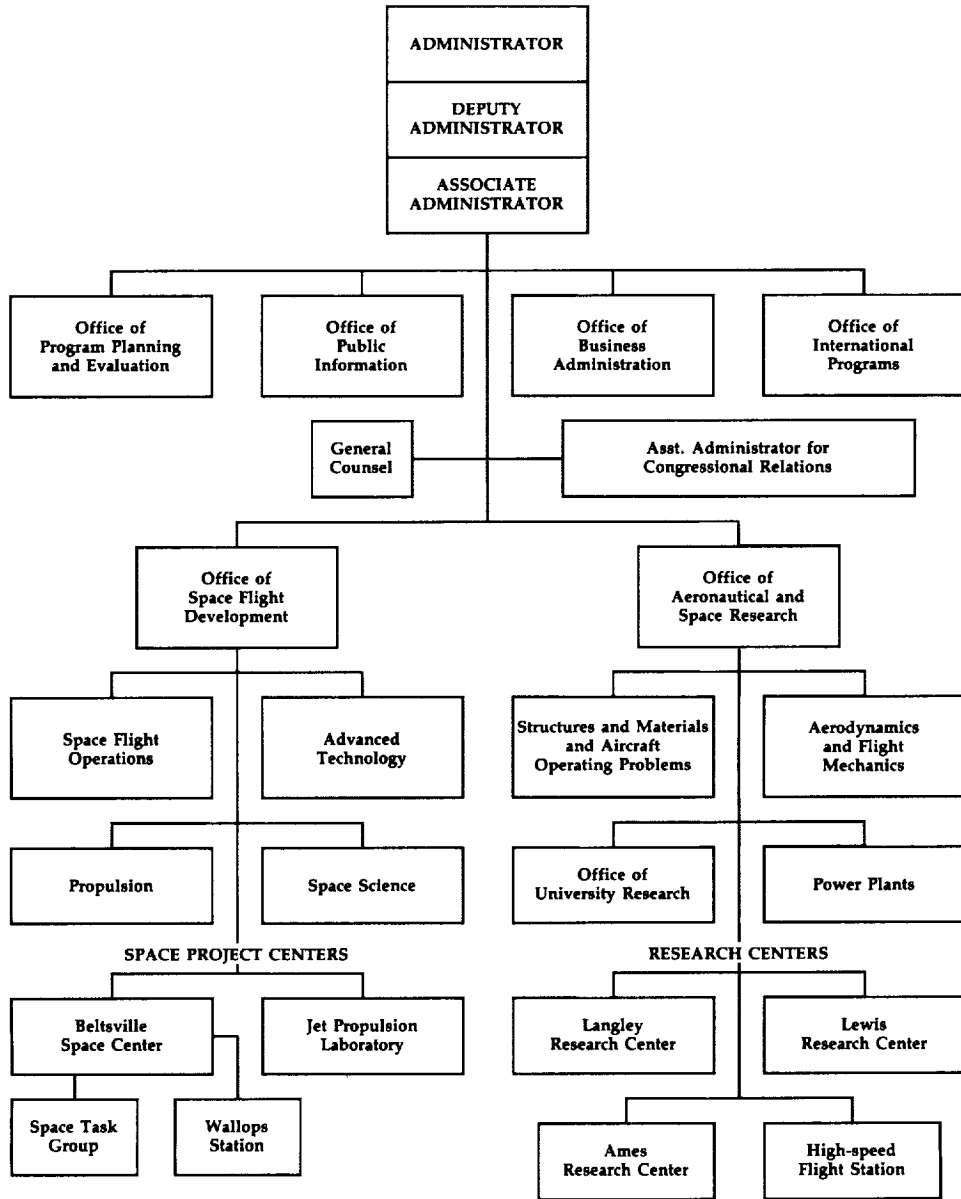 ADMINISTRATOR
DEPUTY
ADMINISTRATOR
ASSOCIATE
ADMINISTRATOR
Office of
Program Planning
and Evaluation
Office of
Public
Information
Office of
Business
Administration
Office of
International
Programs
General
Counsel
Asst. Administrator for
Congressional Relations
Office of
Space Flight
Development
Office of
Aeronautical and
Space Research
Space Flight
Operations
Advanced
Technology
Structures and Materials
and Aircraft
Operating Problems
Aerodynamics
and Flight
Mechanics
Propulsion
Space Science
Office of
University Research
Power Plants
SPACE PROJECT CENTERS
RESEARCH CENTERS
Beltsville
Space Center
Jet Propulsion
Laboratory
Langley
Research Center
Lewis
Research Center
Space Task
Group
Wallops
Station
Ames
Research Center
High-speed
Flight Station